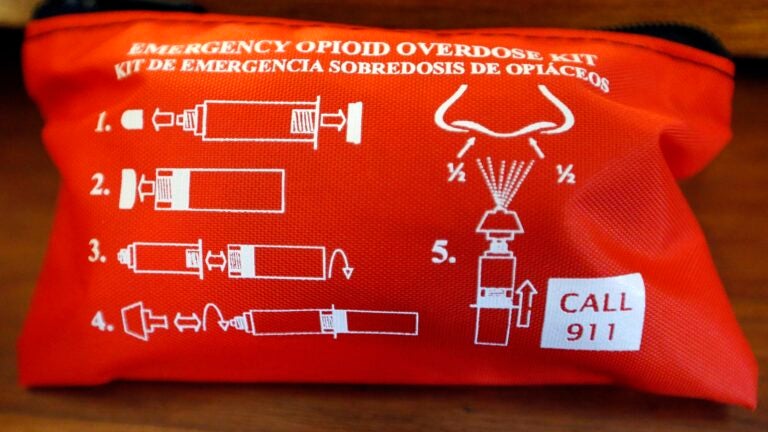 EMERGENCY OPIOID OVERDOSE KIT
KIT DE EMERGENCIA SOBREDOSIS DE OPIÁCEOS
1.
2.
3.
4.
½ ½
5.
CALL
911